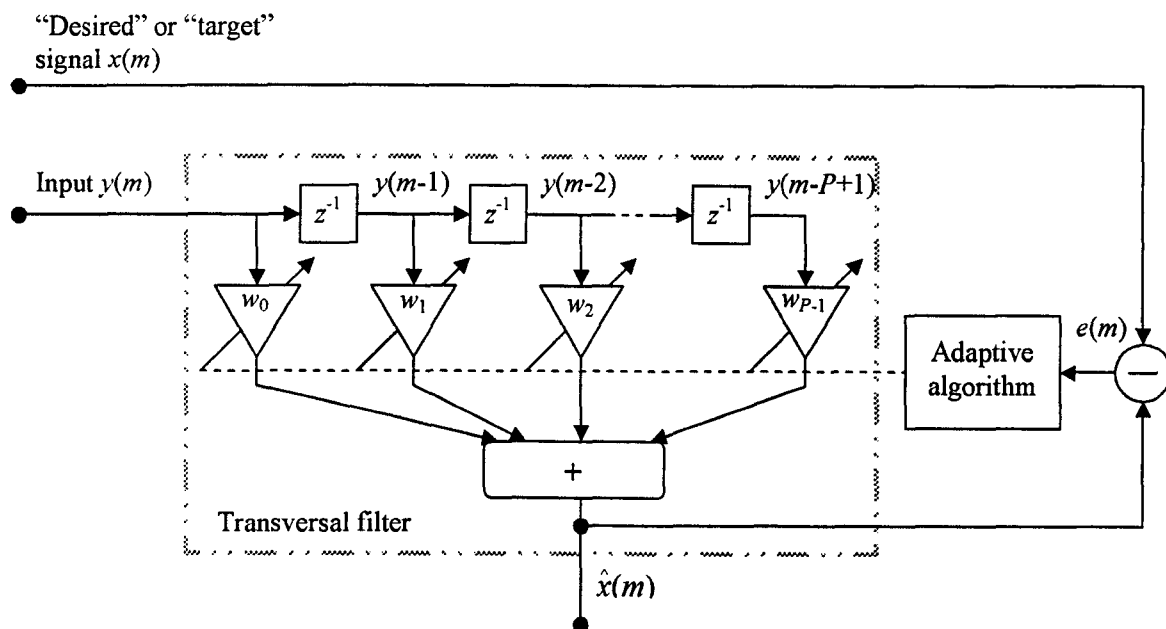 “Desired” or “target”
signal x(m)
Input y(m)
y(m-1)
y(m-2)
y(m-P+1)
z⁻¹
z⁻¹
z⁻¹
w₀
w₁
w₂
w_{P-1}
e(m)
Adaptive
algorithm
—
+
Transversal filter
x̂(m)